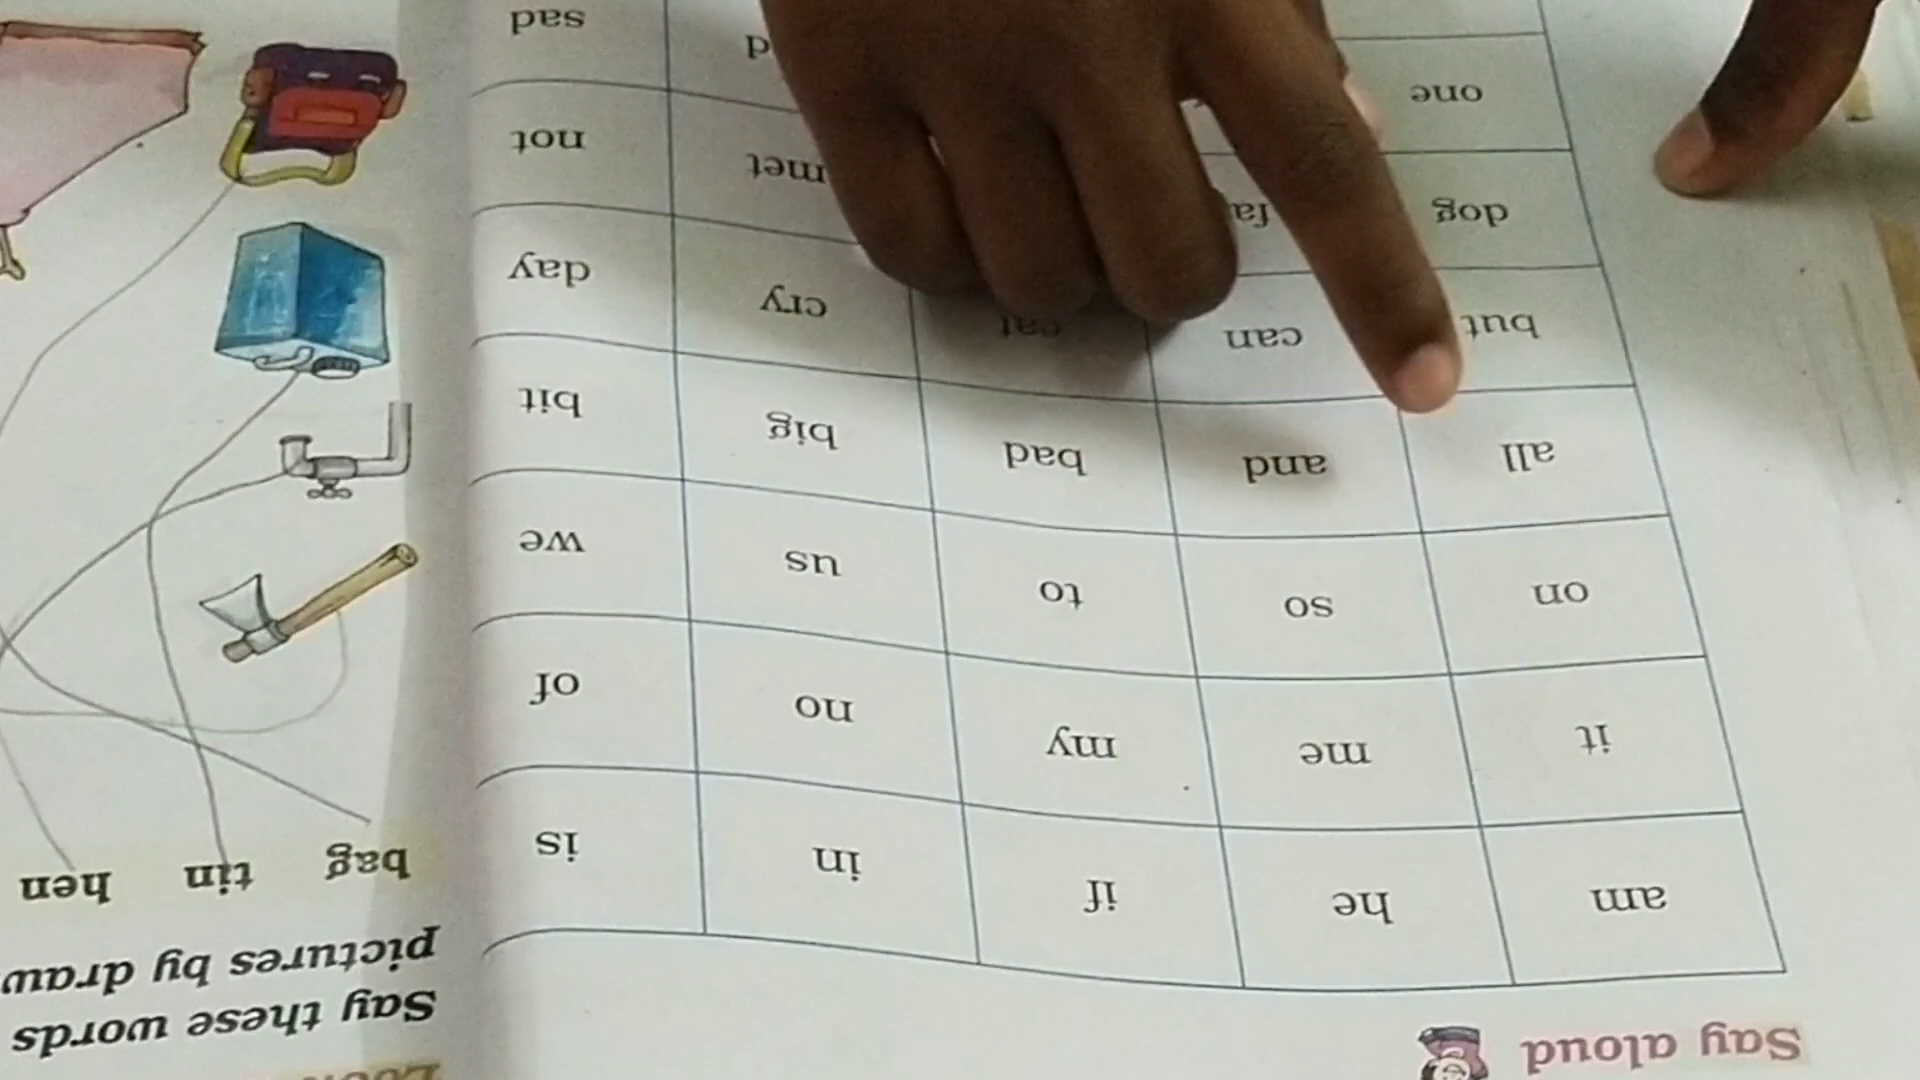 Say aloud
am he if in is
it me my no of
on so to us we
all and bad big bit
but can cry day
dog met not
one sad
Say these words
pictures by draw
bag tin hen